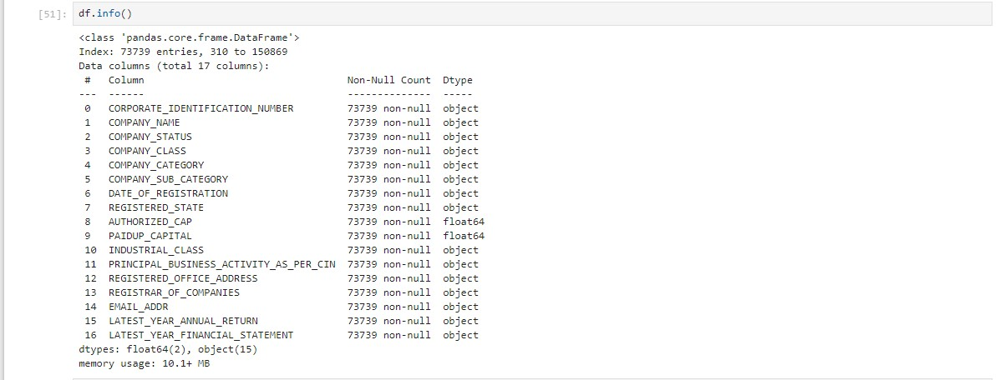 [51]: df.info()
<class 'pandas.core.frame.DataFrame'>
Index: 73739 entries, 310 to 150869
Data columns (total 17 columns):
 #   Column                             Non-Null Count  Dtype
---  ------                             --------------  -----
 0   CORPORATE_IDENTIFICATION_NUMBER    73739 non-null  object
 1   COMPANY_NAME                       73739 non-null  object
 2   COMPANY_STATUS                     73739 non-null  object
 3   COMPANY_CLASS                      73739 non-null  object
 4   COMPANY_CATEGORY                   73739 non-null  object
 5   COMPANY_SUB_CATEGORY               73739 non-null  object
 6   DATE_OF_REGISTRATION               73739 non-null  object
 7   REGISTERED_STATE                   73739 non-null  object
 8   AUTHORIZED_CAP                     73739 non-null  float64
 9   PAIDUP_CAPITAL                     73739 non-null  float64
 10  INDUSTRIAL_CLASS                   73739 non-null  object
 11  PRINCIPAL_BUSINESS_ACTIVITY_AS_PER_CIN  73739 non-null  object
 12  REGISTERED_OFFICE_ADDRESS          73739 non-null  object
 13  REGISTRAR_OF_COMPANIES             73739 non-null  object
 14  EMAIL_ADDR                         73739 non-null  object
 15  LATEST_YEAR_ANNUAL_RETURN          73739 non-null  object
 16  LATEST_YEAR_FINANCIAL_STATEMENT    73739 non-null  object
dtypes: float64(2), object(15)
memory usage: 10.1+ MB